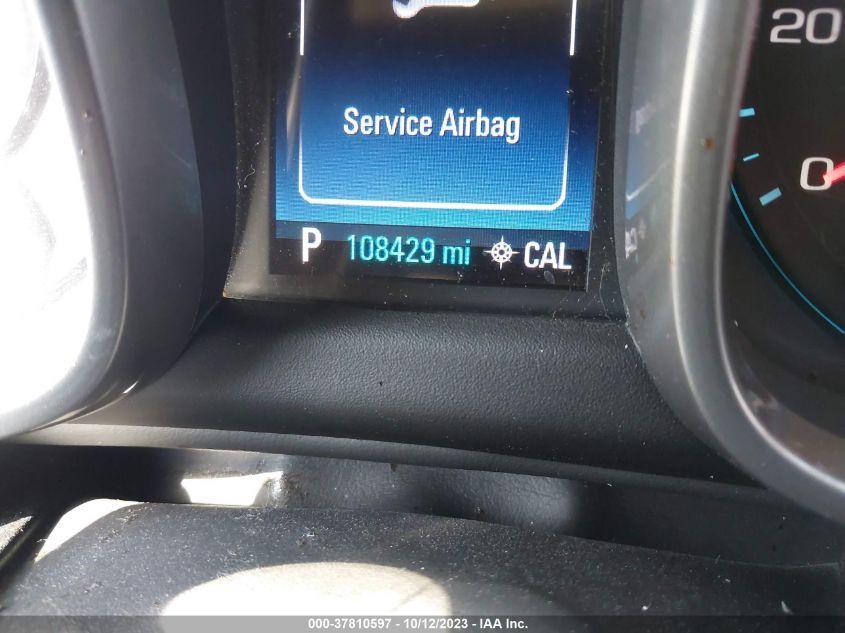 20
Service Airbag
0
P 108429 mi CAL
000-37810597 - 10/12/2023 - IAA Inc.